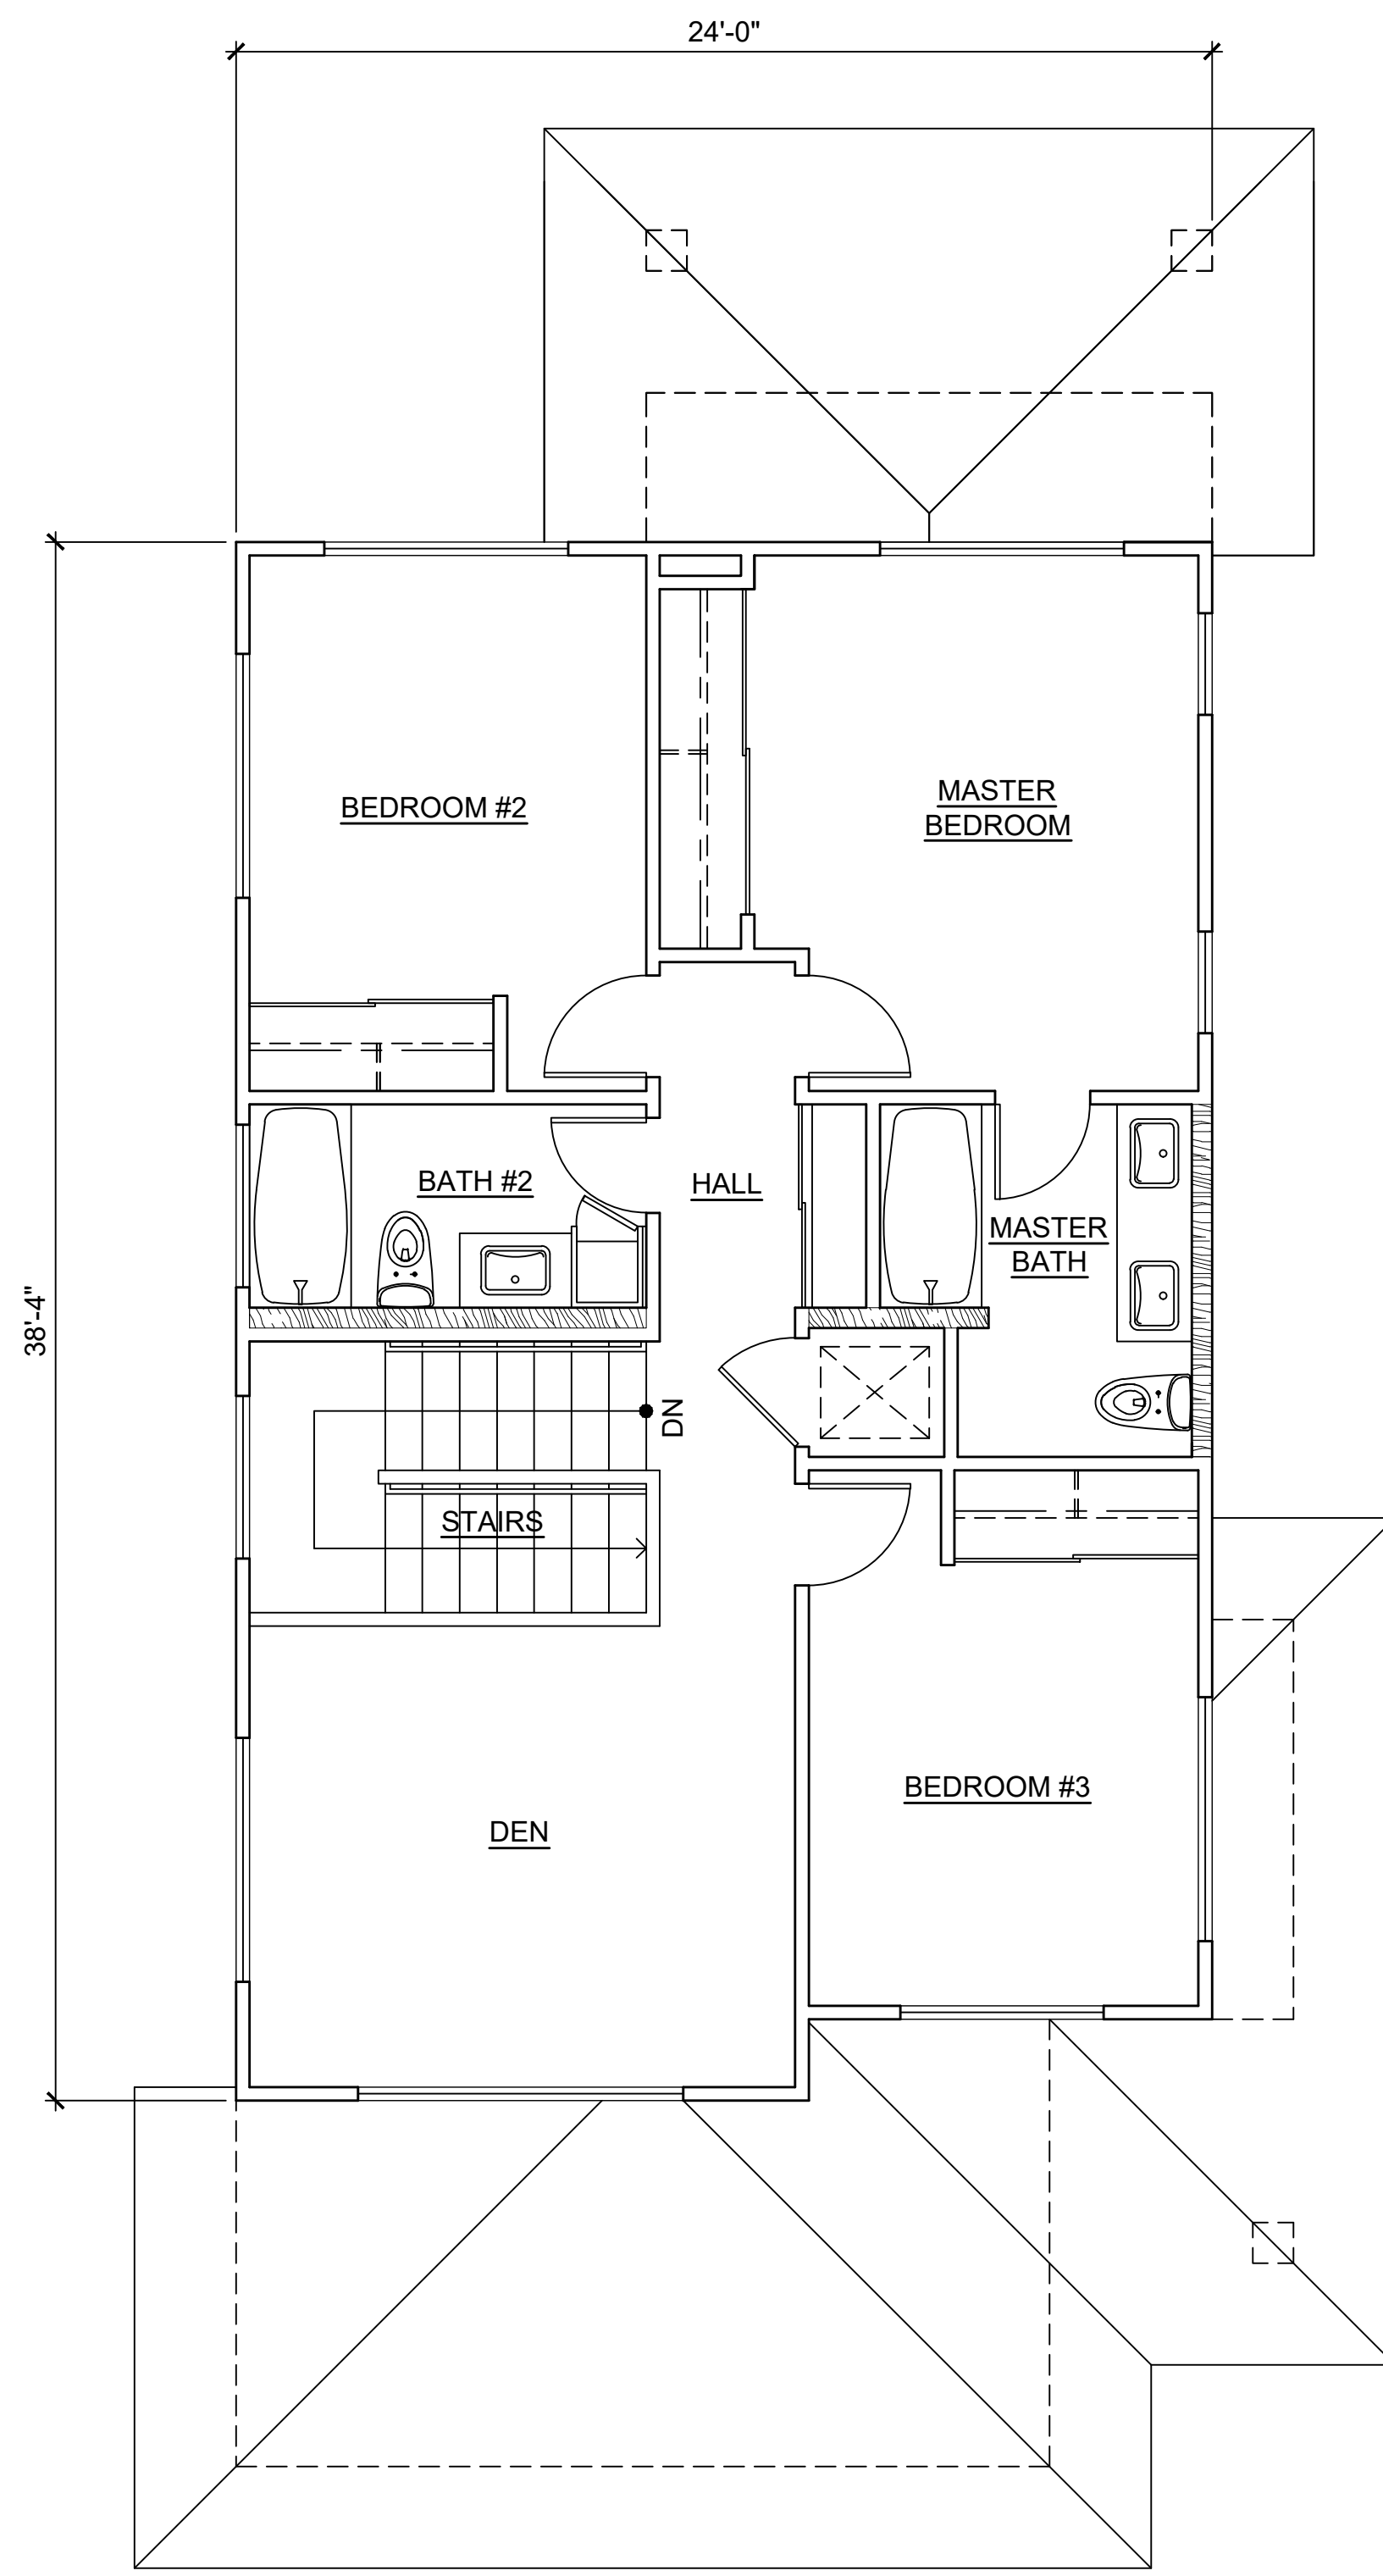 24'-0"
BEDROOM #2
MASTER
BEDROOM
BATH #2
HALL
MASTER
BATH
38'-4"
DN
STAIRS
BEDROOM #3
DEN